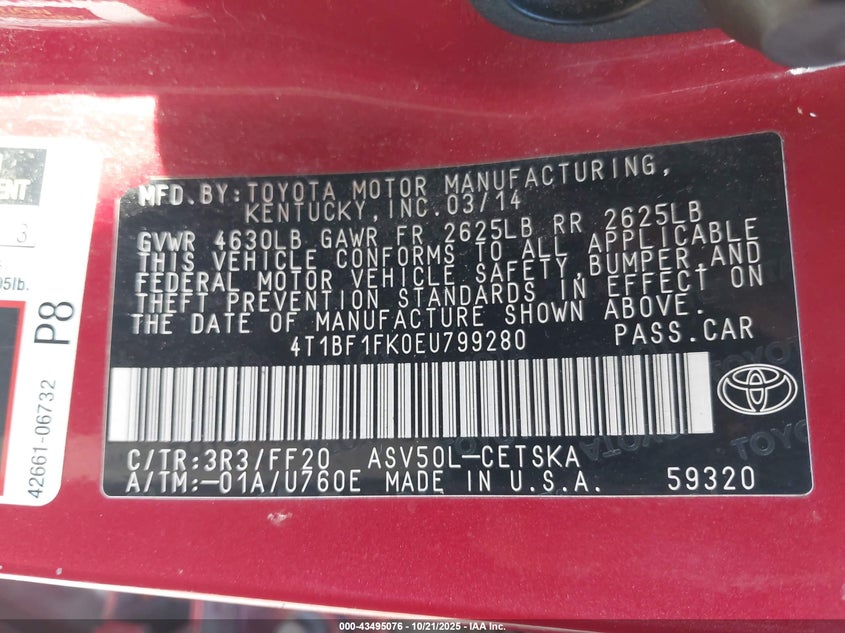 MFD. BY: TOYOTA MOTOR MANUFACTURING,
KENTUCKY, INC. 03/14
GVWR 4630LB GAWR FR 2625LB RR 2625LB
THIS VEHICLE CONFORMS TO ALL APPLICABLE
FEDERAL MOTOR VEHICLE SAFETY, BUMPER, AND
THEFT PREVENTION STANDARDS IN EFFECT ON
THE DATE OF MANUFACTURE SHOWN ABOVE.
4T1BF1FK0EU799280 PASS. CAR
C/TR: 3R3/FF20 ASV50L-CETSKA
A/TM: -01A/U760E MADE IN U.S.A. 59320
TOYOTA
3
95lb.
P8
42661-06732
000-43495076 - 10/21/2025 - IAA Inc.